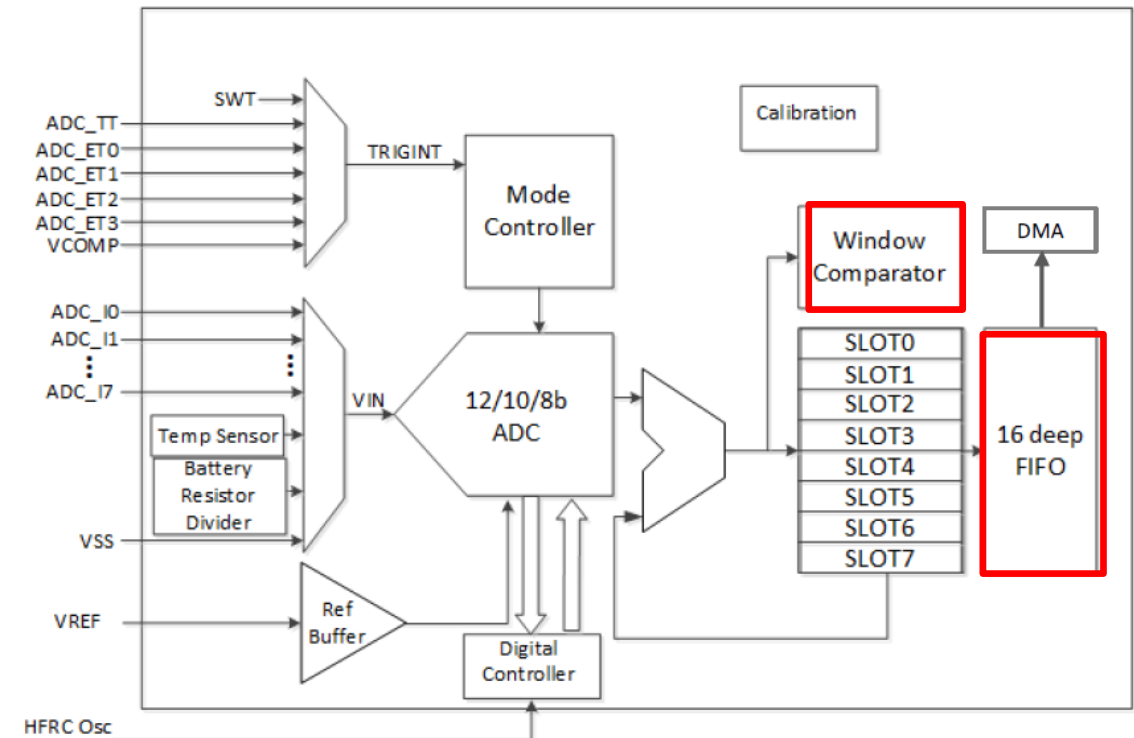 SWT
ADC_TT
ADC_ET0
ADC_ET1
ADC_ET2
ADC_ET3
VCOMP
TRIGINT
Mode
Controller
Calibration
Window
Comparator
DMA
ADC_I0
ADC_I1
ADC_I7
Temp Sensor
Battery
Resistor
Divider
VSS
VIN
12/10/8b
ADC
SLOT0
SLOT1
SLOT2
SLOT3
SLOT4
SLOT5
SLOT6
SLOT7
16 deep
FIFO
VREF
Ref
Buffer
Digital
Controller
HFRC Osc